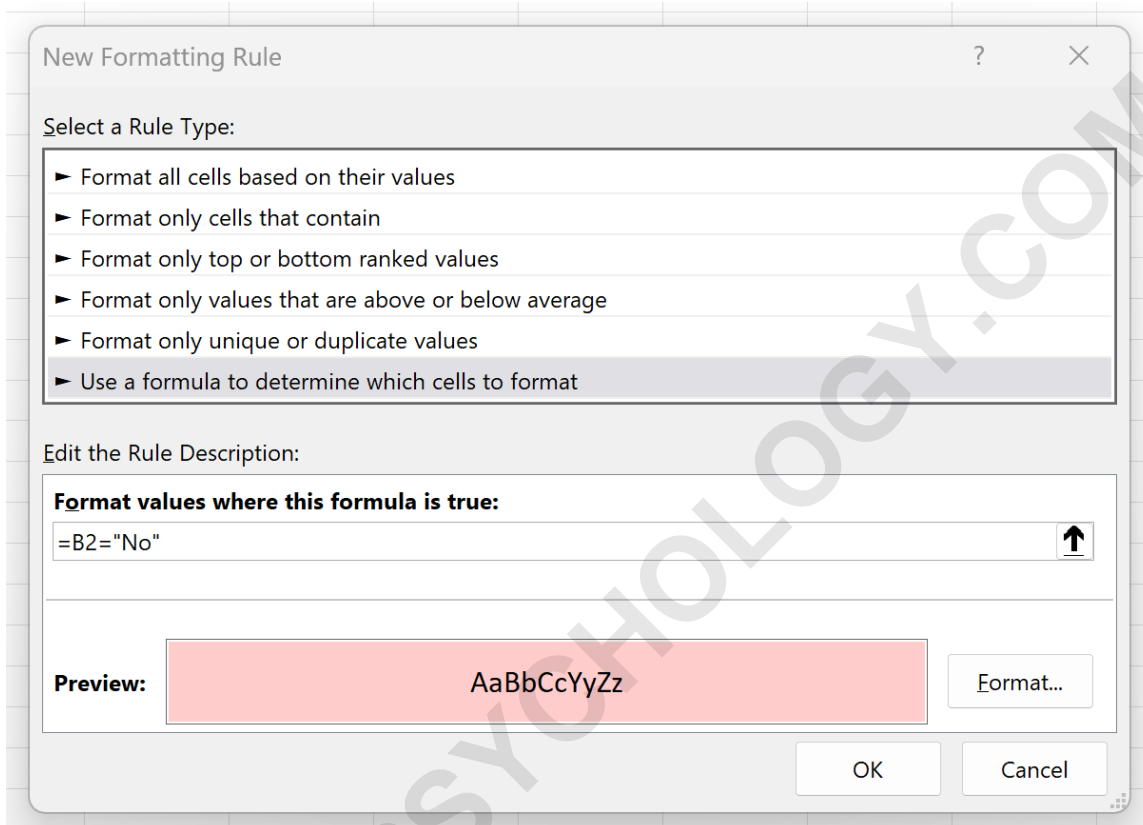 New Formatting Rule ?
Select a Rule Type:
► Format all cells based on their values
► Format only cells that contain
► Format only top or bottom ranked values
► Format only values that are above or below average
► Format only unique or duplicate values
► Use a formula to determine which cells to format
Edit the Rule Description:
Format values where this formula is true:
=B2="No"
Preview:
AaBbCcYyZz
Format...
OK
Cancel
SYCHOLOGY.COM